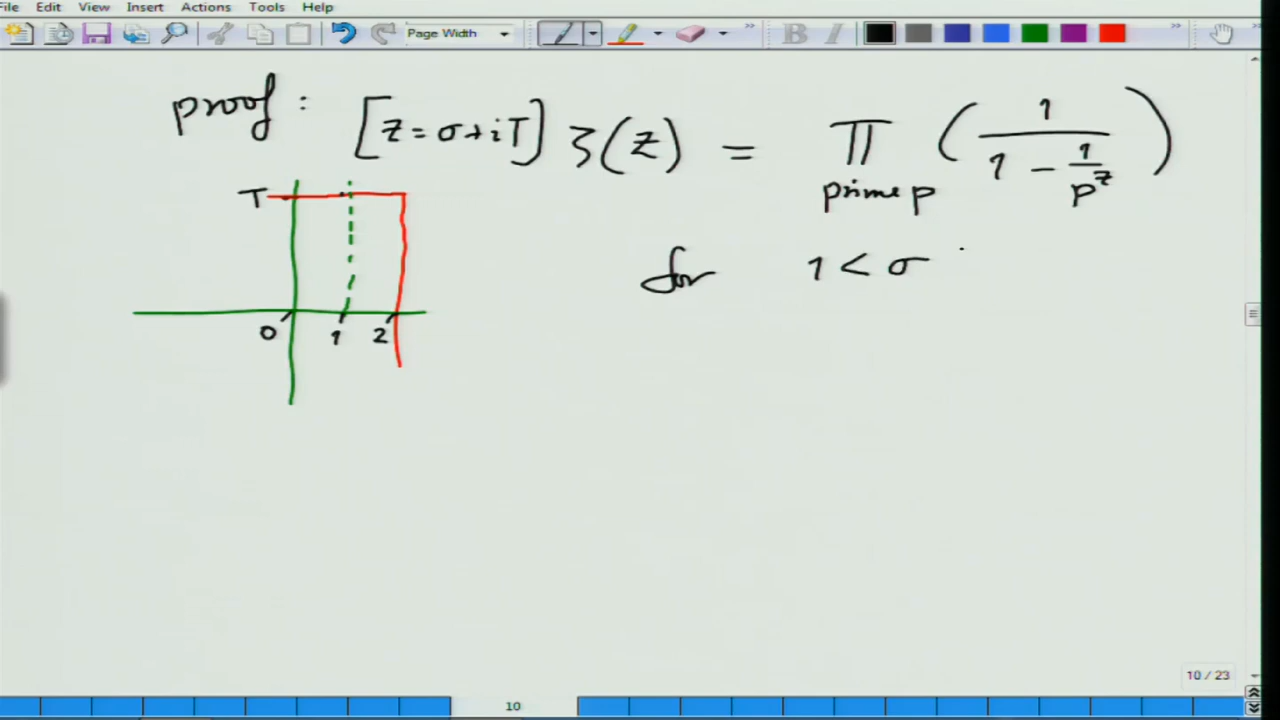 File Edit View Insert Actions Tools Help
Page Width
B I
proof : [z = σ + iT] ζ(z) = π ( 1 / (1 - 1/p^z) )
prime p
T
for 1 < σ
0 1 2
10 / 23
10